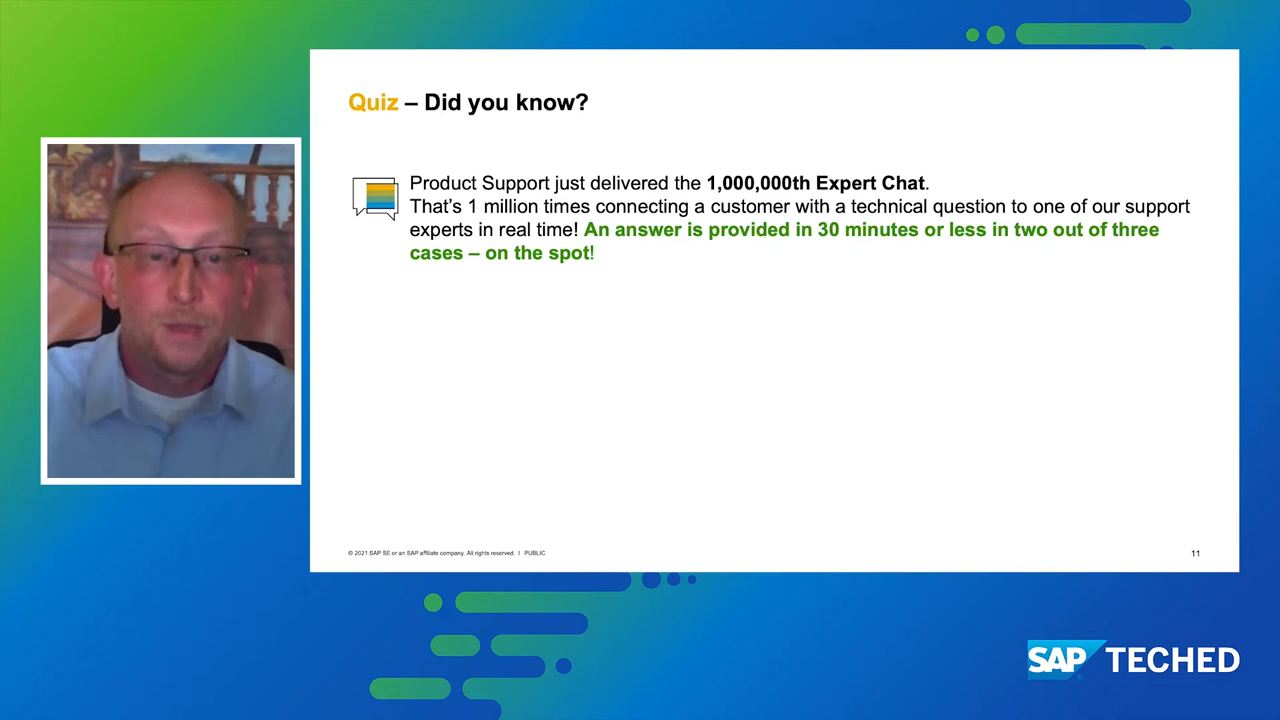 Quiz – Did you know?
Product Support just delivered the 1,000,000th Expert Chat.
That's 1 million times connecting a customer with a technical question to one of our support
experts in real time! An answer is provided in 30 minutes or less in two out of three
cases – on the spot!
© 2021 SAP SE or an SAP affiliate company. All rights reserved. I PUBLIC
11
SAP TECHED